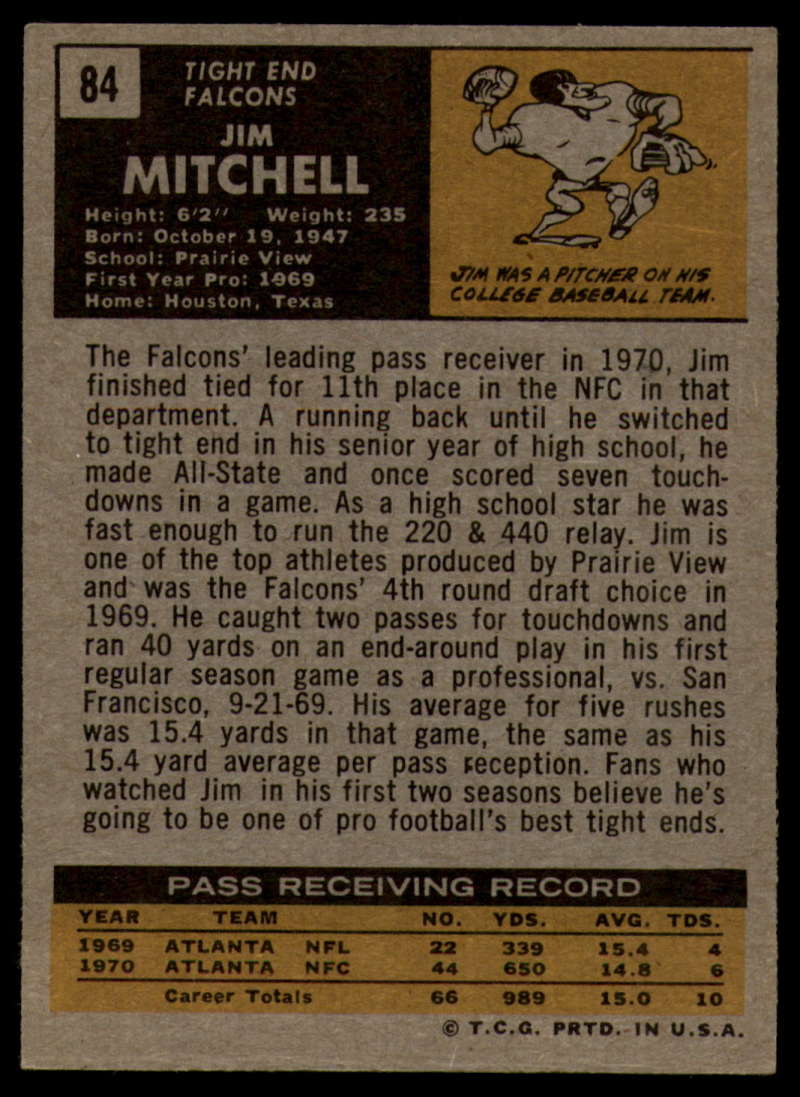 84
TIGHT END
FALCONS
JIM
MITCHELL
Height: 6'2" Weight: 235
Born: October 19, 1947
School: Prairie View
First Year Pro: 1969
Home: Houston, Texas
JIM WAS A PITCHER ON HIS
COLLEGE BASEBALL TEAM.
The Falcons' leading pass receiver in 1970, Jim
finished tied for 11th place in the NFC in that
department. A running back until he switched
to tight end in his senior year of high school, he
made All-State and once scored seven touch-
downs in a game. As a high school star he was
fast enough to run the 220 & 440 relay. Jim is
one of the top athletes produced by Prairie View
and was the Falcons' 4th round draft choice in
1969. He caught two passes for touchdowns and
ran 40 yards on an end-around play in his first
regular season game as a professional, vs. San
Francisco, 9-21-69. His average for five rushes
was 15.4 yards in that game, the same as his
15.4 yard average per pass reception. Fans who
watched Jim in his first two seasons believe he's
going to be one of pro football's best tight ends.
PASS RECEIVING RECORD
YEAR TEAM NO. YDS. AVG. TDS.
1969 ATLANTA NFL 22 339 15.4 4
1970 ATLANTA NFC 44 650 14.8 6
Career Totals 66 989 15.0 10
© T.C.G. PRTD. IN U.S.A.